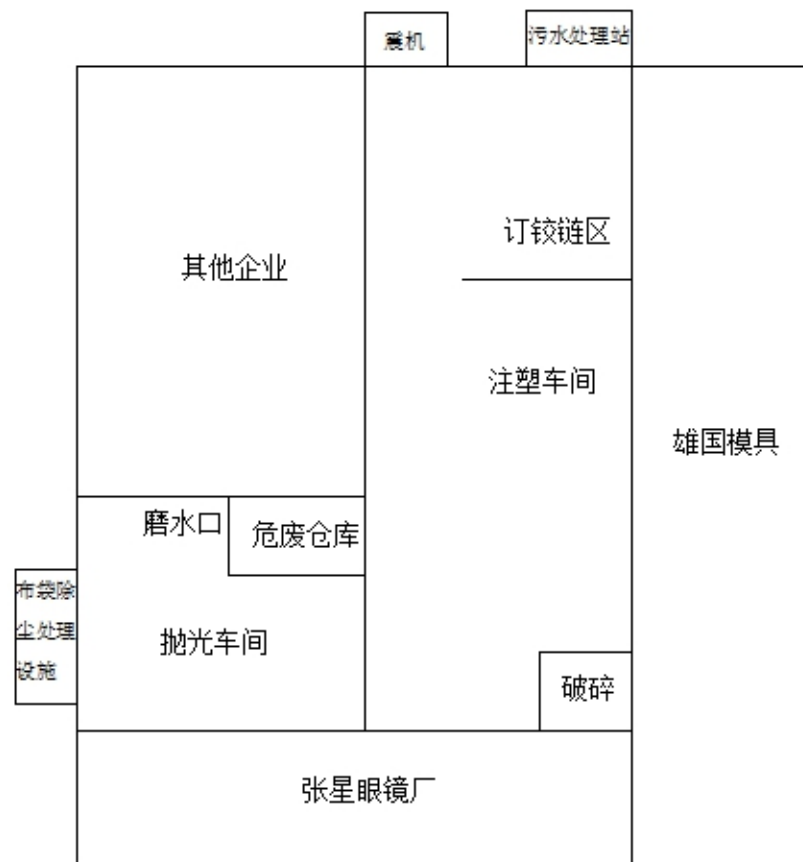 震机
污水处理站
订铰链区
其他企业
注塑车间
雄国模具
磨水口
危废仓库
布袋除
尘处理
设施
抛光车间
破碎
张星眼镜厂